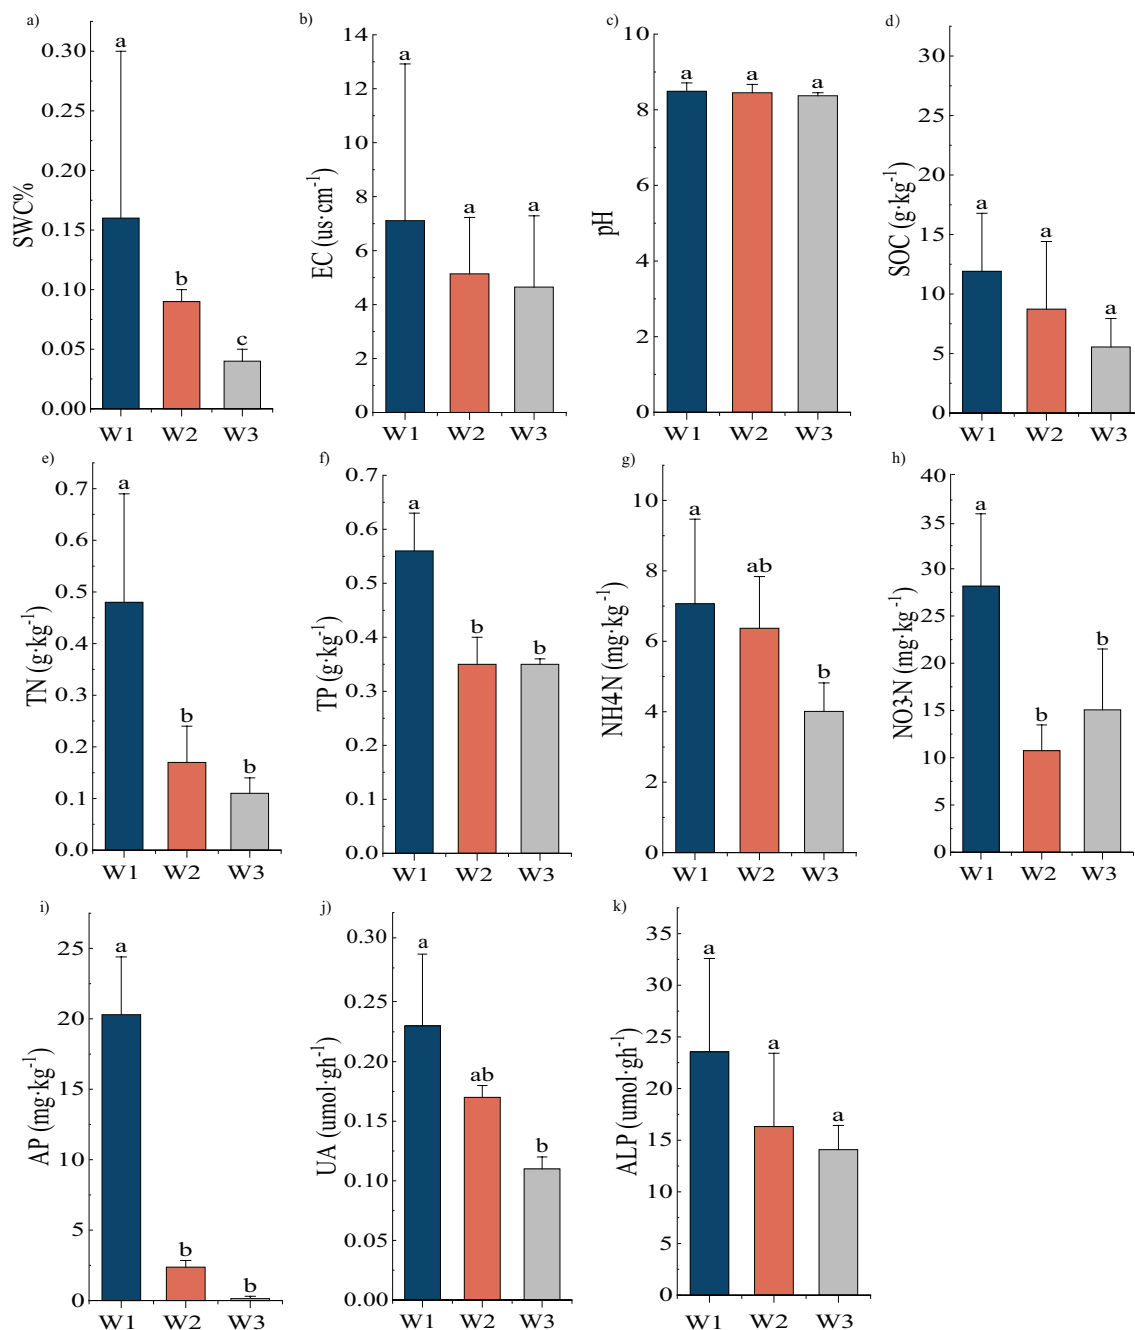 a)
SWC%
0.30
0.25
0.20
0.15
0.10
0.05
0.00
a
b
c
W1 W2 W3
b)
EC (us·cm-1)
14
12
10
8
6
4
2
0
a
a
a
W1 W2 W3
c)
pH
10
8
6
4
2
0
a a a
W1 W2 W3
d)
SOC (g·kg-1)
30
25
20
15
10
5
0
a
a
a
W1 W2 W3
e)
TN (g·kg-1)
0.7
0.6
0.5
0.4
0.3
0.2
0.1
0.0
a
b
b
W1 W2 W3
f)
TP (g·kg-1)
0.7
0.6
0.5
0.4
0.3
0.2
0.1
0.0
a
b
b
W1 W2 W3
g)
NH4-N (mg·kg-1)
10
8
6
4
2
0
a
ab
b
W1 W2 W3
h)
NO3-N (mg·kg-1)
40
35
30
25
20
15
10
5
0
a
b
b
W1 W2 W3
i)
AP (mg·kg-1)
25
20
15
10
5
0
a
b
b
W1 W2 W3
j)
UA (umol·gh-1)
0.30
0.25
0.20
0.15
0.10
0.05
0.00
a
ab
b
W1 W2 W3
k)
ALP (umol·gh-1)
35
30
25
20
15
10
5
0
a
a
a
W1 W2 W3